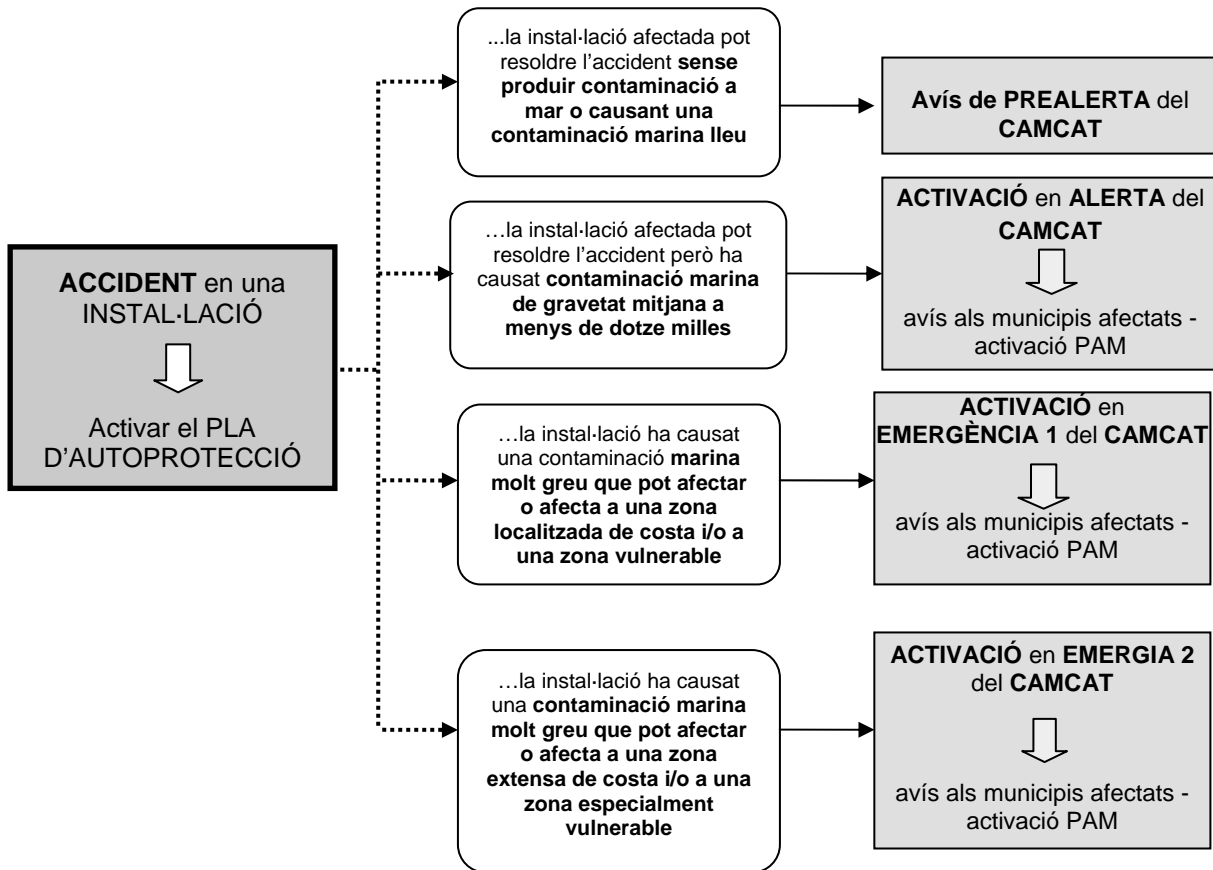 ACCIDENT en una
INSTAL·LACIÓ
Activar el PLA
D’AUTOPROTECCIÓ
...la instal·lació afectada pot
resoldre l’accident sense
produir contaminació a
mar o causant una
contaminació marina lleu
Avís de PREALERTA del
CAMCAT
…la instal·lació afectada pot
resoldre l’accident però ha
causat contaminació marina
de gravetat mitjana a
menys de dotze milles
ACTIVACIÓ en ALERTA del
CAMCAT
avís als municipis afectats -
activació PAM
…la instal·lació ha causat
una contaminació marina
molt greu que pot afectar
o afecta a una zona
localitzada de costa i/o a
una zona vulnerable
ACTIVACIÓ en
EMERGÈNCIA 1 del CAMCAT
avís als municipis afectats -
activació PAM
…la instal·lació ha causat
una contaminació marina
molt greu que pot afectar
o afecta a una zona
extensa de costa i/o a una
zona especialment
vulnerable
ACTIVACIÓ en EMERGIA 2
del CAMCAT
avís als municipis afectats -
activació PAM